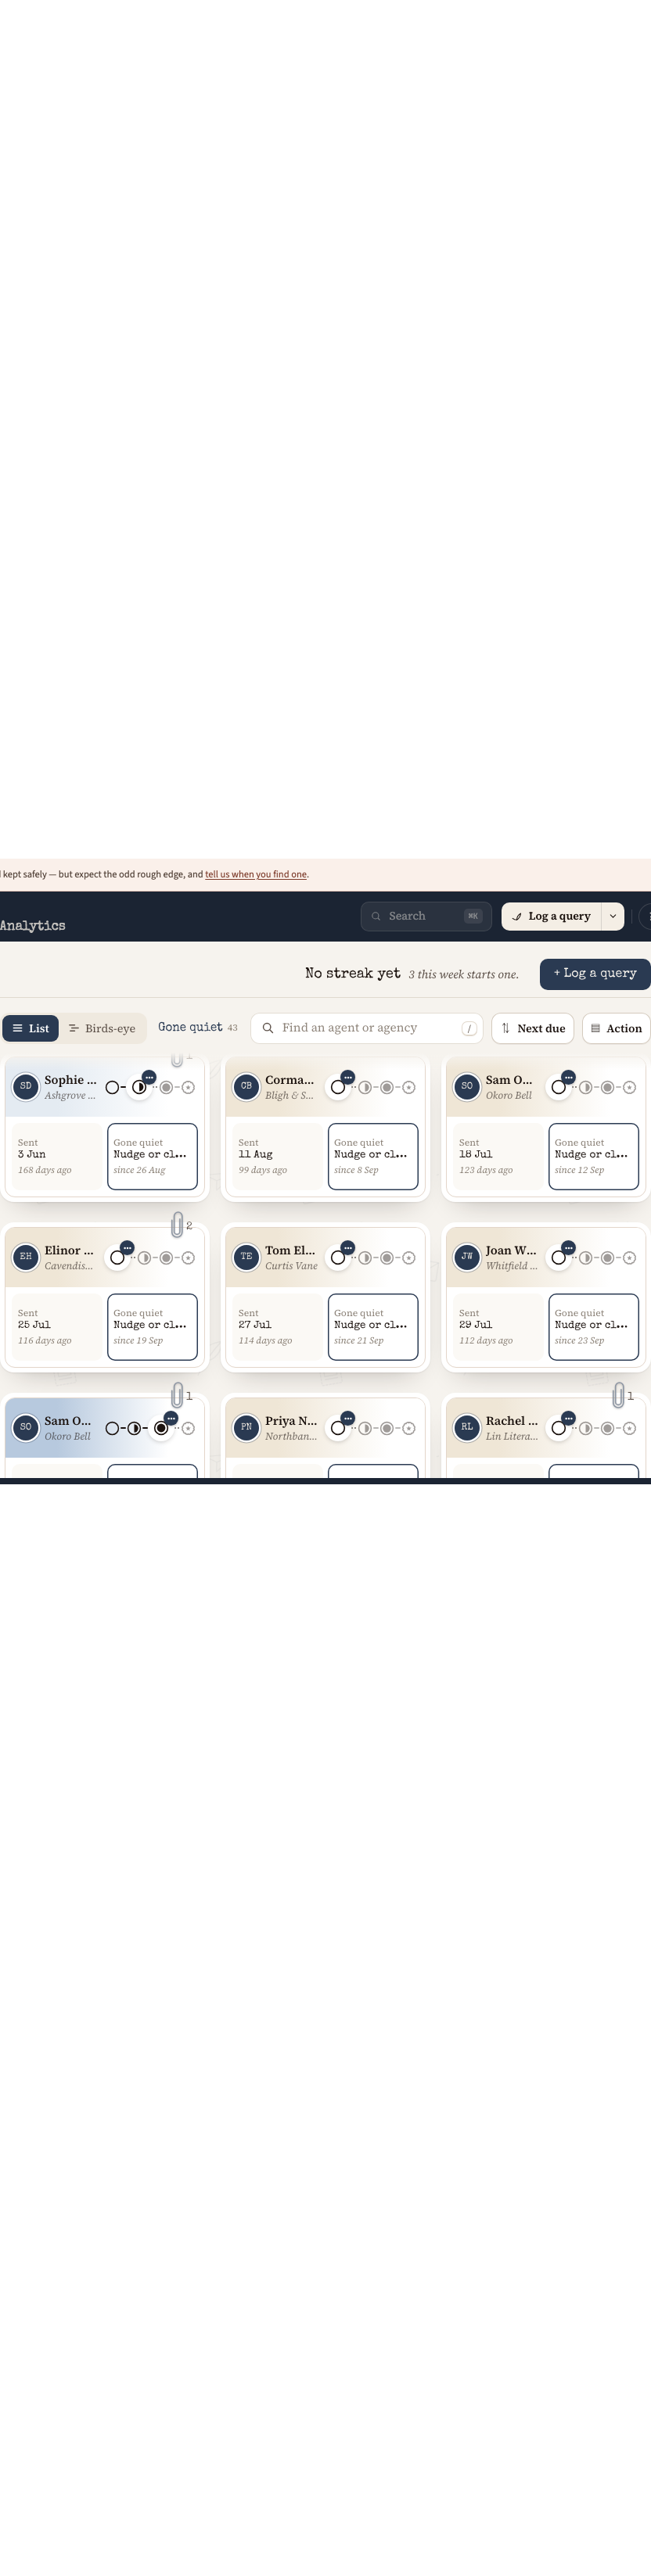 kept safely — but expect the odd rough edge, and tell us when you find one.
Analytics
Search ⌘K
Log a query
No streak yet 3 this week starts one.
+ Log a query
List
Birds-eye
Gone quiet 43
Find an agent or agency /
Next due
Action
1
SD Sophie ...
Ashgrove ...
Sent
3 Jun
168 days ago
Gone quiet
Nudge or cl...
since 26 Aug
CB Corma...
Bligh & S...
Sent
11 Aug
99 days ago
Gone quiet
Nudge or cl...
since 8 Sep
SO Sam O...
Okoro Bell
Sent
18 Jul
123 days ago
Gone quiet
Nudge or cl...
since 12 Sep
2
EH Elinor ...
Cavendis...
Sent
25 Jul
116 days ago
Gone quiet
Nudge or cl...
since 19 Sep
TE Tom El...
Curtis Vane
Sent
27 Jul
114 days ago
Gone quiet
Nudge or cl...
since 21 Sep
JW Joan W...
Whitfield ...
Sent
29 Jul
112 days ago
Gone quiet
Nudge or cl...
since 23 Sep
1
SO Sam O...
Okoro Bell
PN Priya N...
Northban...
1
RL Rachel ...
Lin Litera...